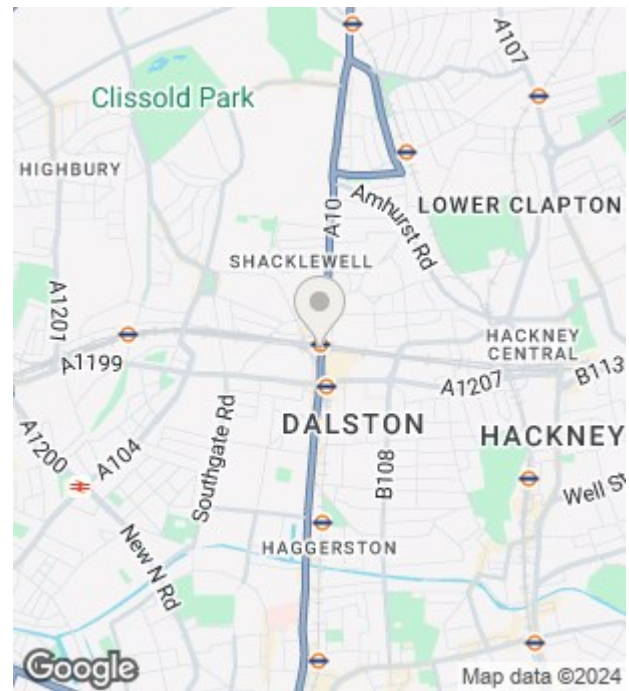 A107
Clissold Park
HIGHBURY
A10
Amhurst Rd
LOWER CLAPTON
SHACKLEWELL
A1201
HACKNEY
CENTRAL
A1199
A1207
B113
DALSTON
HACKNEY
A1200
A104
Southgate Rd
B108
Well St
New N Rd
HAGGERSTON
Google
Map data ©2024